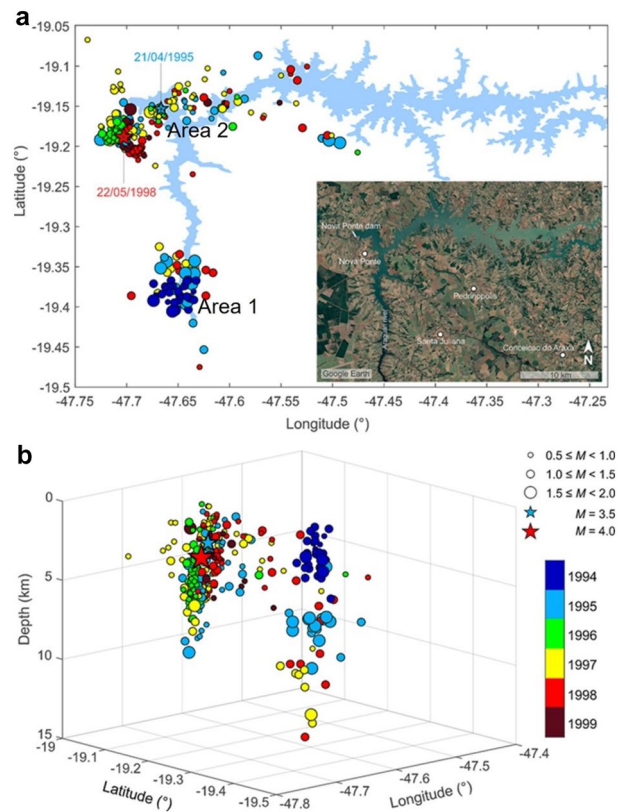 a
-19.05
-19.1
-19.15
-19.2
-19.25
-19.3
-19.35
-19.4
-19.45
-19.5
Latitude (°)
21/04/1995
Area 2
22/05/1998
Area 1
Nova Ponte dam
Nova Ponte
Pedrinopolis
Santa Juliana
Conceicao do Araxa
N
Google Earth
10 km
-47.75 -47.7 -47.65 -47.6 -47.55 -47.5 -47.45 -47.4 -47.35 -47.3 -47.25
Longitude (°)
b
0
5
10
15
Depth (km)
-19
-19.1
-19.2
-19.3
-19.4
-19.5
Latitude (°)
-47.8
-47.7
-47.6
-47.5
-47.4
Longitude (°)
0.5 ≤ M < 1.0
1.0 ≤ M < 1.5
1.5 ≤ M < 2.0
M = 3.5
M = 4.0
1994
1995
1996
1997
1998
1999